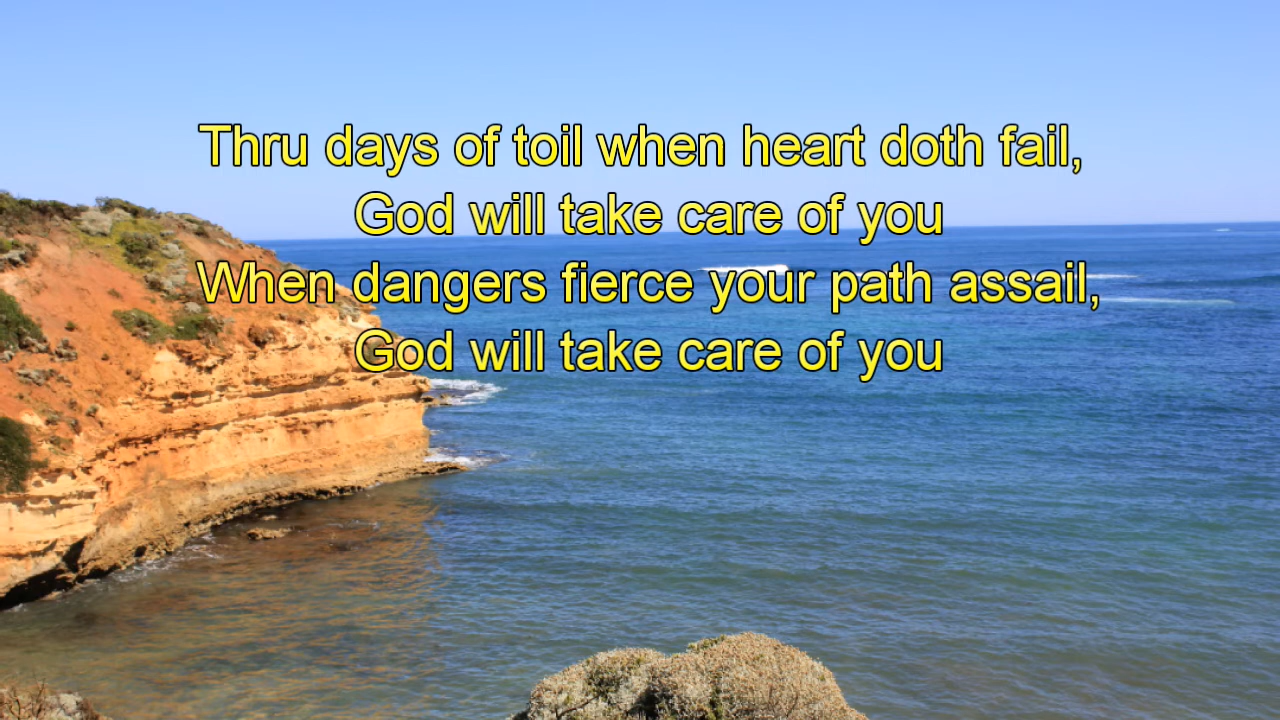 Thru days of toil when heart doth fail,
God will take care of you
When dangers fierce your path assail,
God will take care of you